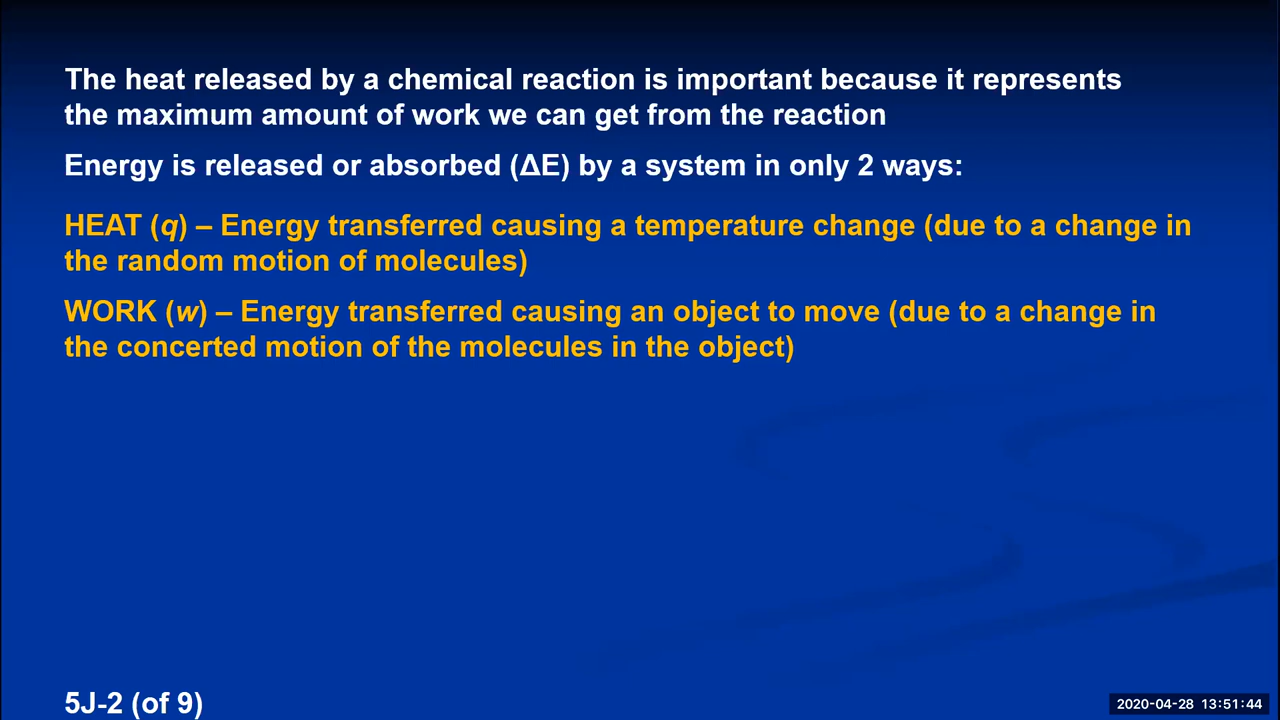 The heat released by a chemical reaction is important because it represents
the maximum amount of work we can get from the reaction
Energy is released or absorbed (ΔE) by a system in only 2 ways:
HEAT (q) – Energy transferred causing a temperature change (due to a change in
the random motion of molecules)
WORK (w) – Energy transferred causing an object to move (due to a change in
the concerted motion of the molecules in the object)
5J-2 (of 9)
2020-04-28 13:51:44